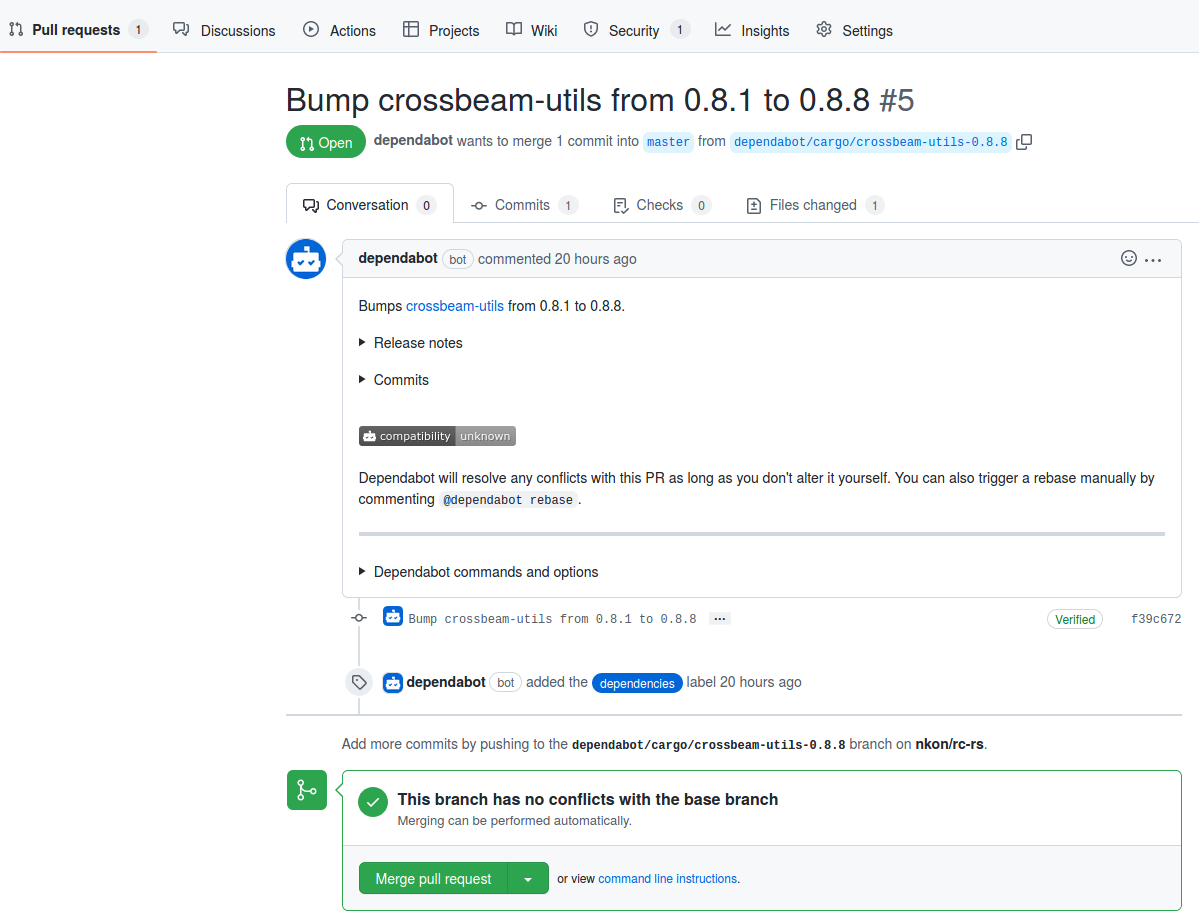 Pull requests 1 Discussions Actions Projects Wiki Security 1 Insights Settings
Bump crossbeam-utils from 0.8.1 to 0.8.8 #5
Open dependabot wants to merge 1 commit into master from dependabot/cargo/crossbeam-utils-0.8.8
Conversation 0 Commits 1 Checks 0 Files changed 1
dependabot bot commented 20 hours ago
Bumps crossbeam-utils from 0.8.1 to 0.8.8.
Release notes
Commits
compatibility unknown
Dependabot will resolve any conflicts with this PR as long as you don't alter it yourself. You can also trigger a rebase manually by
commenting @dependabot rebase.
Dependabot commands and options
Bump crossbeam-utils from 0.8.1 to 0.8.8 ... Verified f39c672
dependabot bot added the dependencies label 20 hours ago
Add more commits by pushing to the dependabot/cargo/crossbeam-utils-0.8.8 branch on nkon/rc-rs.
This branch has no conflicts with the base branch
Merging can be performed automatically.
Merge pull request or view command line instructions.